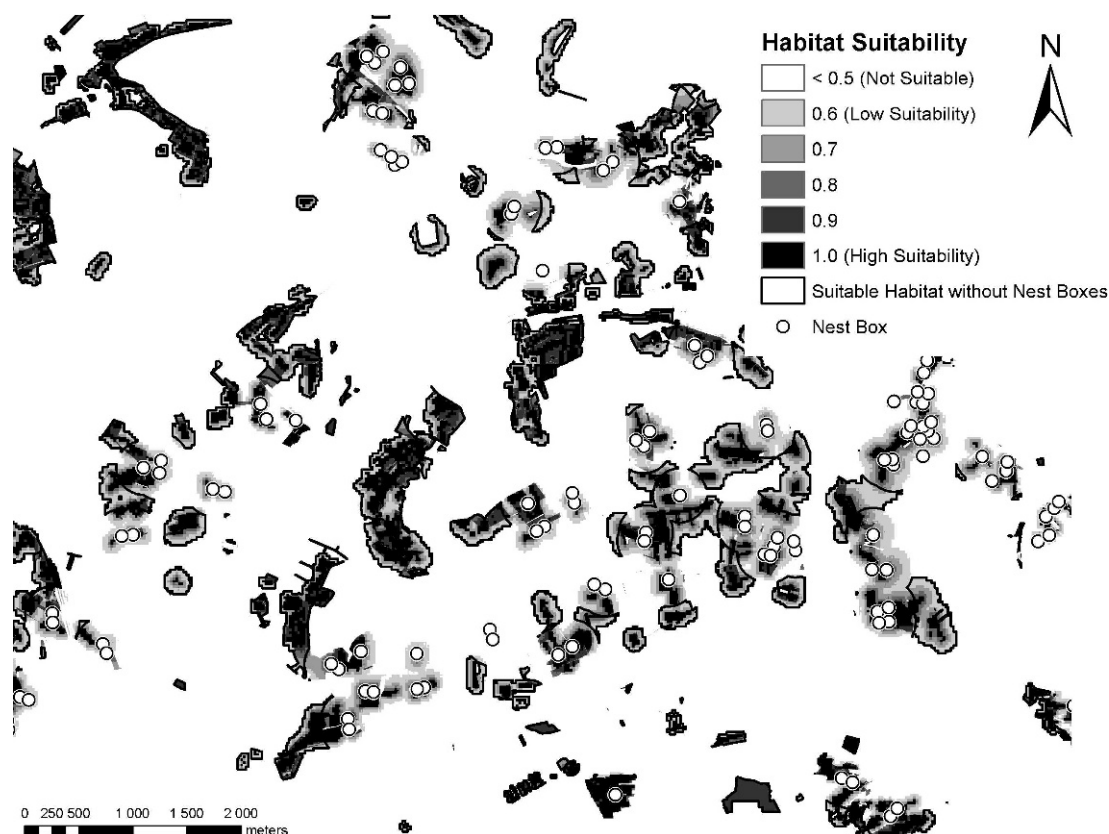 Habitat Suitability
N
< 0.5 (Not Suitable)
0.6 (Low Suitability)
0.7
0.8
0.9
1.0 (High Suitability)
Suitable Habitat without Nest Boxes
Nest Box
0 250 500 1 000 1 500 2 000
meters